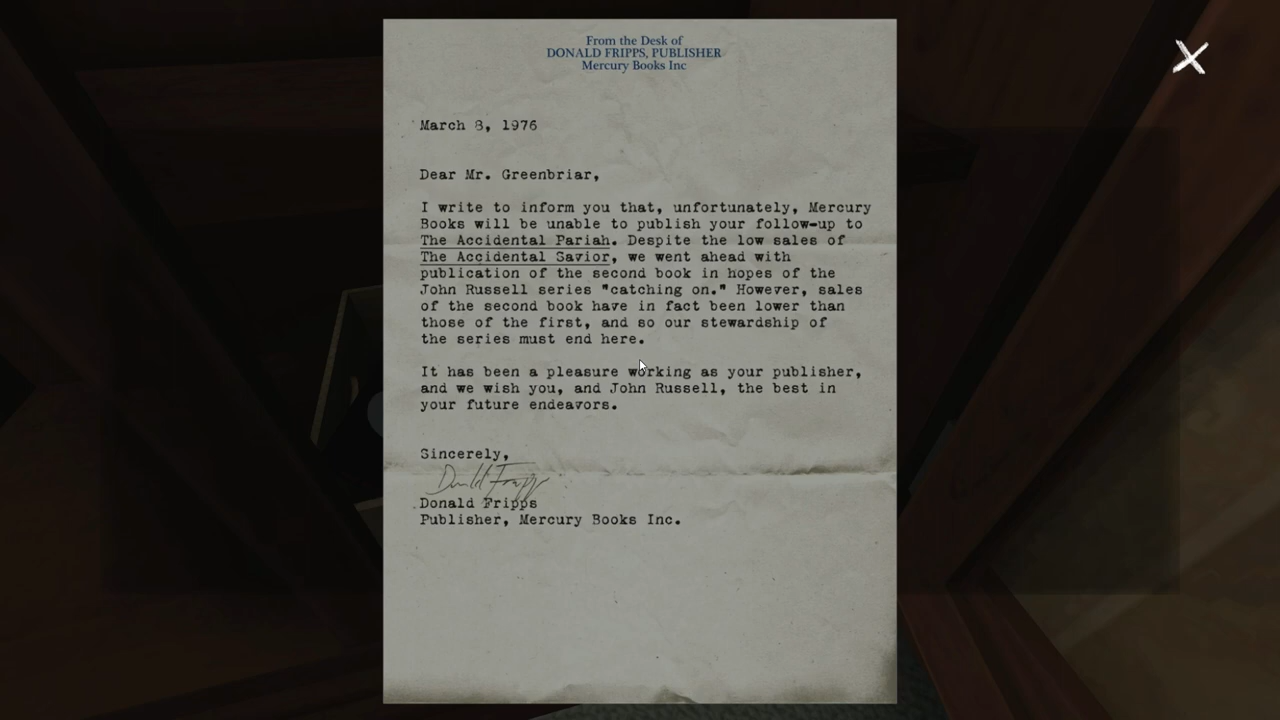 From the Desk of
DONALD FRIPPS, PUBLISHER
Mercury Books Inc
March 8, 1976
Dear Mr. Greenbriar,
I write to inform you that, unfortunately, Mercury
Books will be unable to publish your follow-up to
The Accidental Pariah. Despite the low sales of
The Accidental Savior, we went ahead with
publication of the second book in hopes of the
John Russell series "catching on." However, sales
of the second book have in fact been lower than
those of the first, and so our stewardship of
the series must end here.
It has been a pleasure working as your publisher,
and we wish you, and John Russell, the best in
your future endeavors.
Sincerely,
Donald Fripps
Donald Fripps
Publisher, Mercury Books Inc.